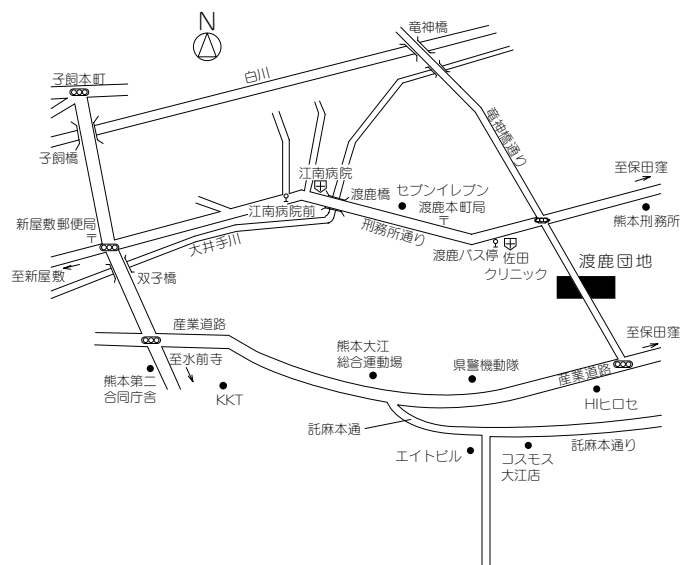 N
竜神橋
白川
子飼本町
竜神橋通り
子飼橋
至保田窪
江南病院
渡鹿橋
セブンイレブン
渡鹿本町局
〒
熊本刑務所
江南病院前
刑務所通り
新屋敷郵便局
〒
大井手川
渡鹿バス停
佐田
クリニック
渡鹿団地
至新屋敷
双子橋
産業道路
至保田窪
至水前寺
熊本大江
総合運動場
県警機動隊
産業道路
熊本第二
合同庁舎
KKT
HIヒロセ
託麻本通
託麻本通り
エイトビル
コスモス
大江店